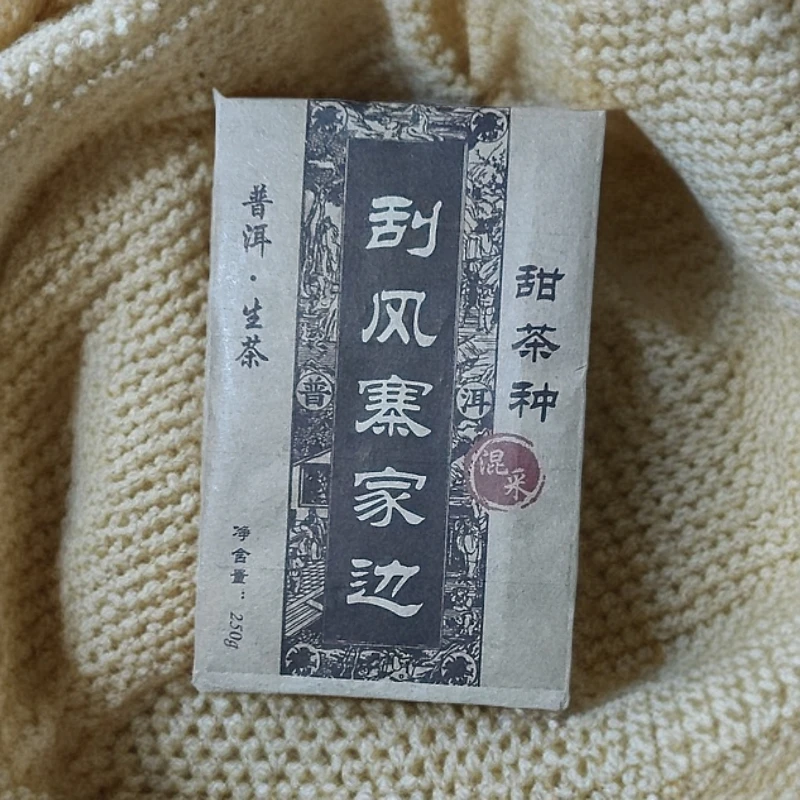 甜茶种
混采
刮风寨家边
普洱
普洱·生茶
净含量：250g